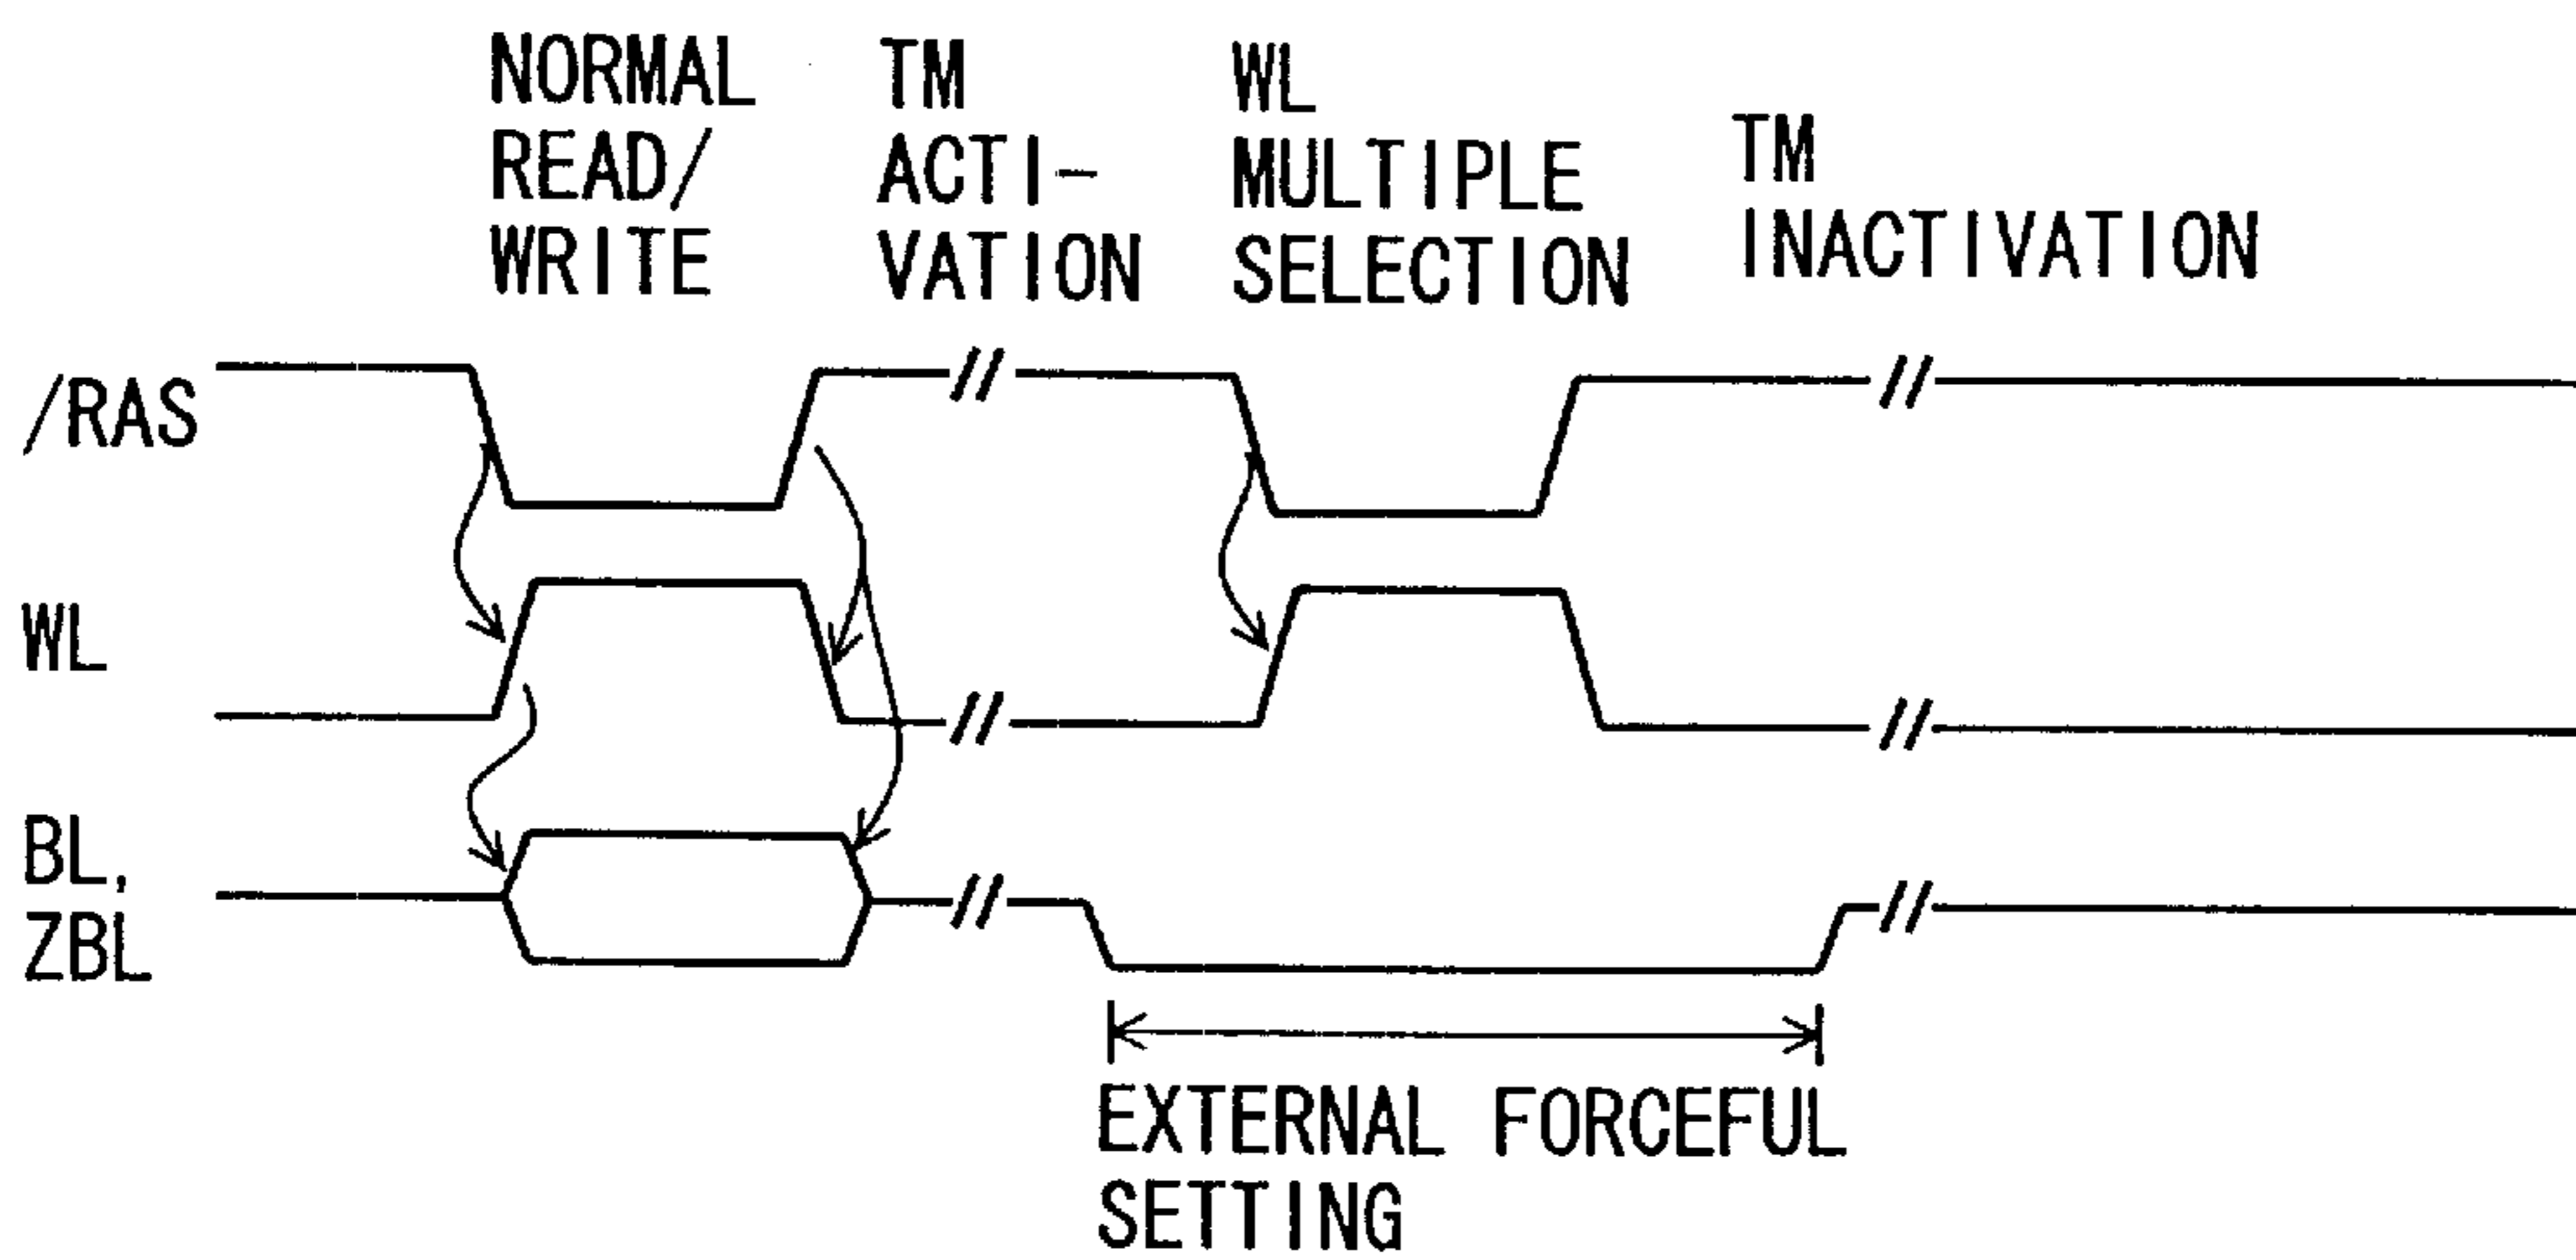 NORMAL
READ/
WRITE
TM
ACTI-
VATION
WL
MULTIPLE
SELECTION
TM
INACTIVATION
/RAS
WL
BL,
ZBL
EXTERNAL FORCEFUL
SETTING